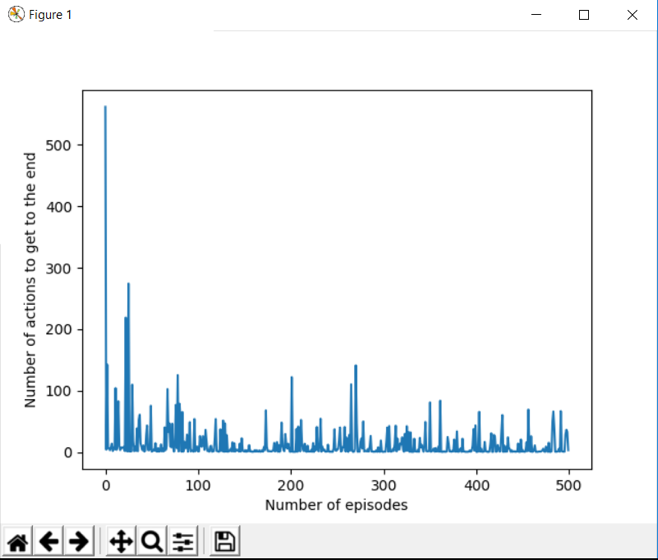 Figure 1
500
400
300
200
100
0
Number of actions to get to the end
0 100 200 300 400 500
Number of episodes